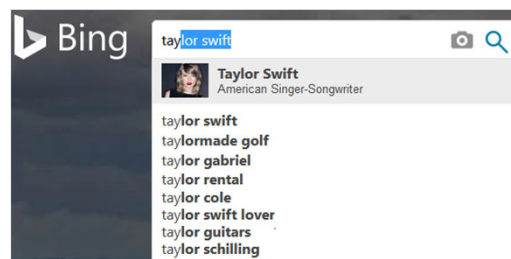 Bing
taylor swift
Taylor Swift
American Singer-Songwriter
taylor swift
taylormade golf
taylor gabriel
taylor rental
taylor cole
taylor swift lover
taylor guitars
taylor schilling